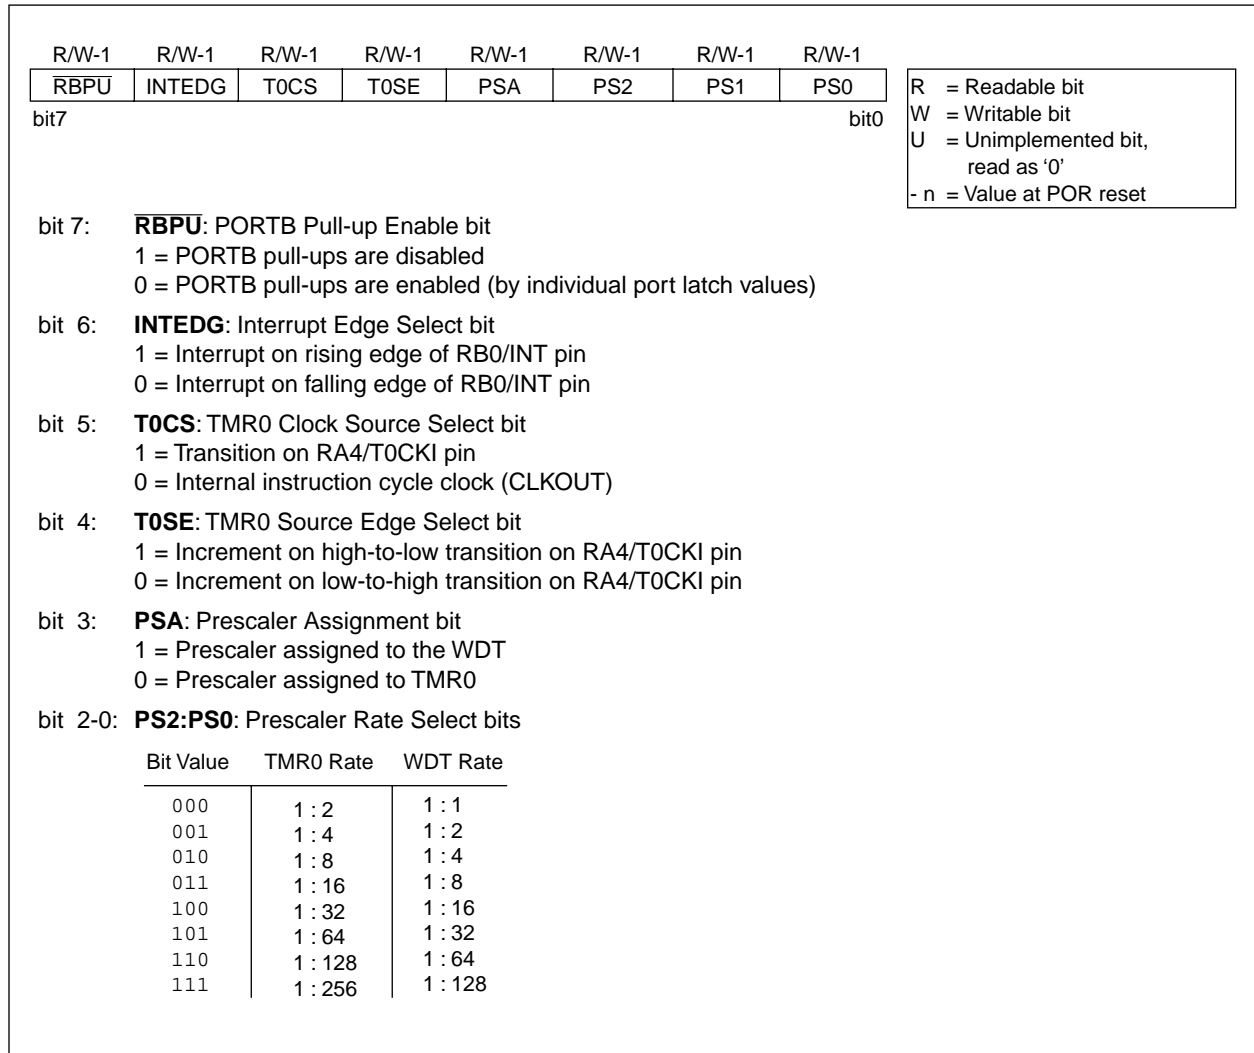 R/W-1 R/W-1 R/W-1 R/W-1 R/W-1 R/W-1 R/W-1 R/W-1
RBPU INTEDG T0CS T0SE PSA PS2 PS1 PS0
bit7 bit0
R = Readable bit
W = Writable bit
U = Unimplemented bit,
read as ‘0’
- n = Value at POR reset
bit 7: RBPU: PORTB Pull-up Enable bit
1 = PORTB pull-ups are disabled
0 = PORTB pull-ups are enabled (by individual port latch values)
bit 6: INTEDG: Interrupt Edge Select bit
1 = Interrupt on rising edge of RB0/INT pin
0 = Interrupt on falling edge of RB0/INT pin
bit 5: T0CS: TMR0 Clock Source Select bit
1 = Transition on RA4/T0CKI pin
0 = Internal instruction cycle clock (CLKOUT)
bit 4: T0SE: TMR0 Source Edge Select bit
1 = Increment on high-to-low transition on RA4/T0CKI pin
0 = Increment on low-to-high transition on RA4/T0CKI pin
bit 3: PSA: Prescaler Assignment bit
1 = Prescaler assigned to the WDT
0 = Prescaler assigned to TMR0
bit 2-0: PS2:PS0: Prescaler Rate Select bits
Bit Value TMR0 Rate WDT Rate
000 1 : 2 1 : 1
001 1 : 4 1 : 2
010 1 : 8 1 : 4
011 1 : 16 1 : 8
100 1 : 32 1 : 16
101 1 : 64 1 : 32
110 1 : 128 1 : 64
111 1 : 256 1 : 128